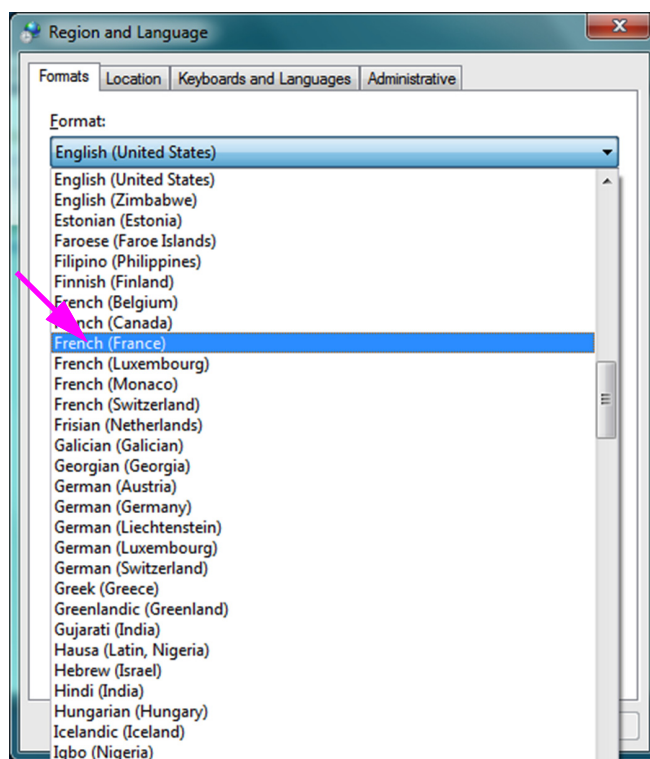 Region and Language
Formats Location Keyboards and Languages Administrative
Format:
English (United States)
English (United States)
English (Zimbabwe)
Estonian (Estonia)
Faroese (Faroe Islands)
Filipino (Philippines)
Finnish (Finland)
French (Belgium)
French (Canada)
French (France)
French (Luxembourg)
French (Monaco)
French (Switzerland)
Frisian (Netherlands)
Galician (Galician)
Georgian (Georgia)
German (Austria)
German (Germany)
German (Liechtenstein)
German (Luxembourg)
German (Switzerland)
Greek (Greece)
Greenlandic (Greenland)
Gujarati (India)
Hausa (Latin, Nigeria)
Hebrew (Israel)
Hindi (India)
Hungarian (Hungary)
Icelandic (Iceland)
Igbo (Nigeria)